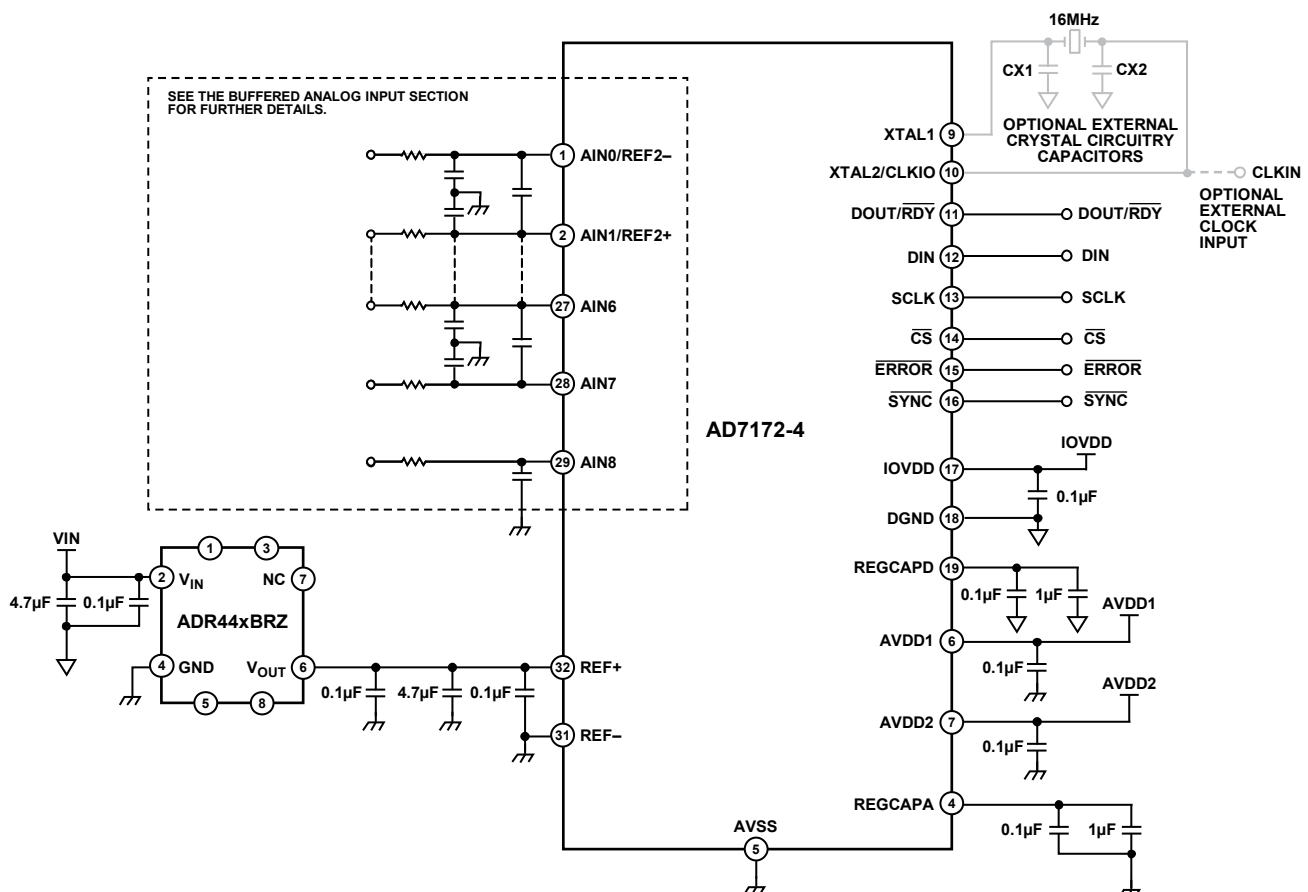 16MHz
CX1
CX2
OPTIONAL EXTERNAL
CRYSTAL CIRCUITRY
CAPACITORS
CLKIN
OPTIONAL
EXTERNAL
CLOCK
INPUT
SEE THE BUFFERED ANALOG INPUT SECTION
FOR FURTHER DETAILS.
1 AIN0/REF2–
2 AIN1/REF2+
27 AIN6
28 AIN7
29 AIN8
AD7172-4
XTAL1 9
XTAL2/CLKIO 10
DOUT/RDY 11 DOUT/RDY
DIN 12 DIN
SCLK 13 SCLK
CS 14 CS
ERROR 15 ERROR
SYNC 16 SYNC
IOVDD
IOVDD 17
0.1µF
DGND 18
REGCAPD 19
0.1µF 1µF
AVDD1
AVDD1 6
0.1µF
AVDD2
AVDD2 7
0.1µF
REGCAPA 4
0.1µF 1µF
VIN
4.7µF 0.1µF
1 3
2 VIN
NC 7
ADR44xBRZ
4 GND
VOUT 6
5 8
0.1µF 4.7µF 0.1µF
32 REF+
31 REF–
AVSS
5